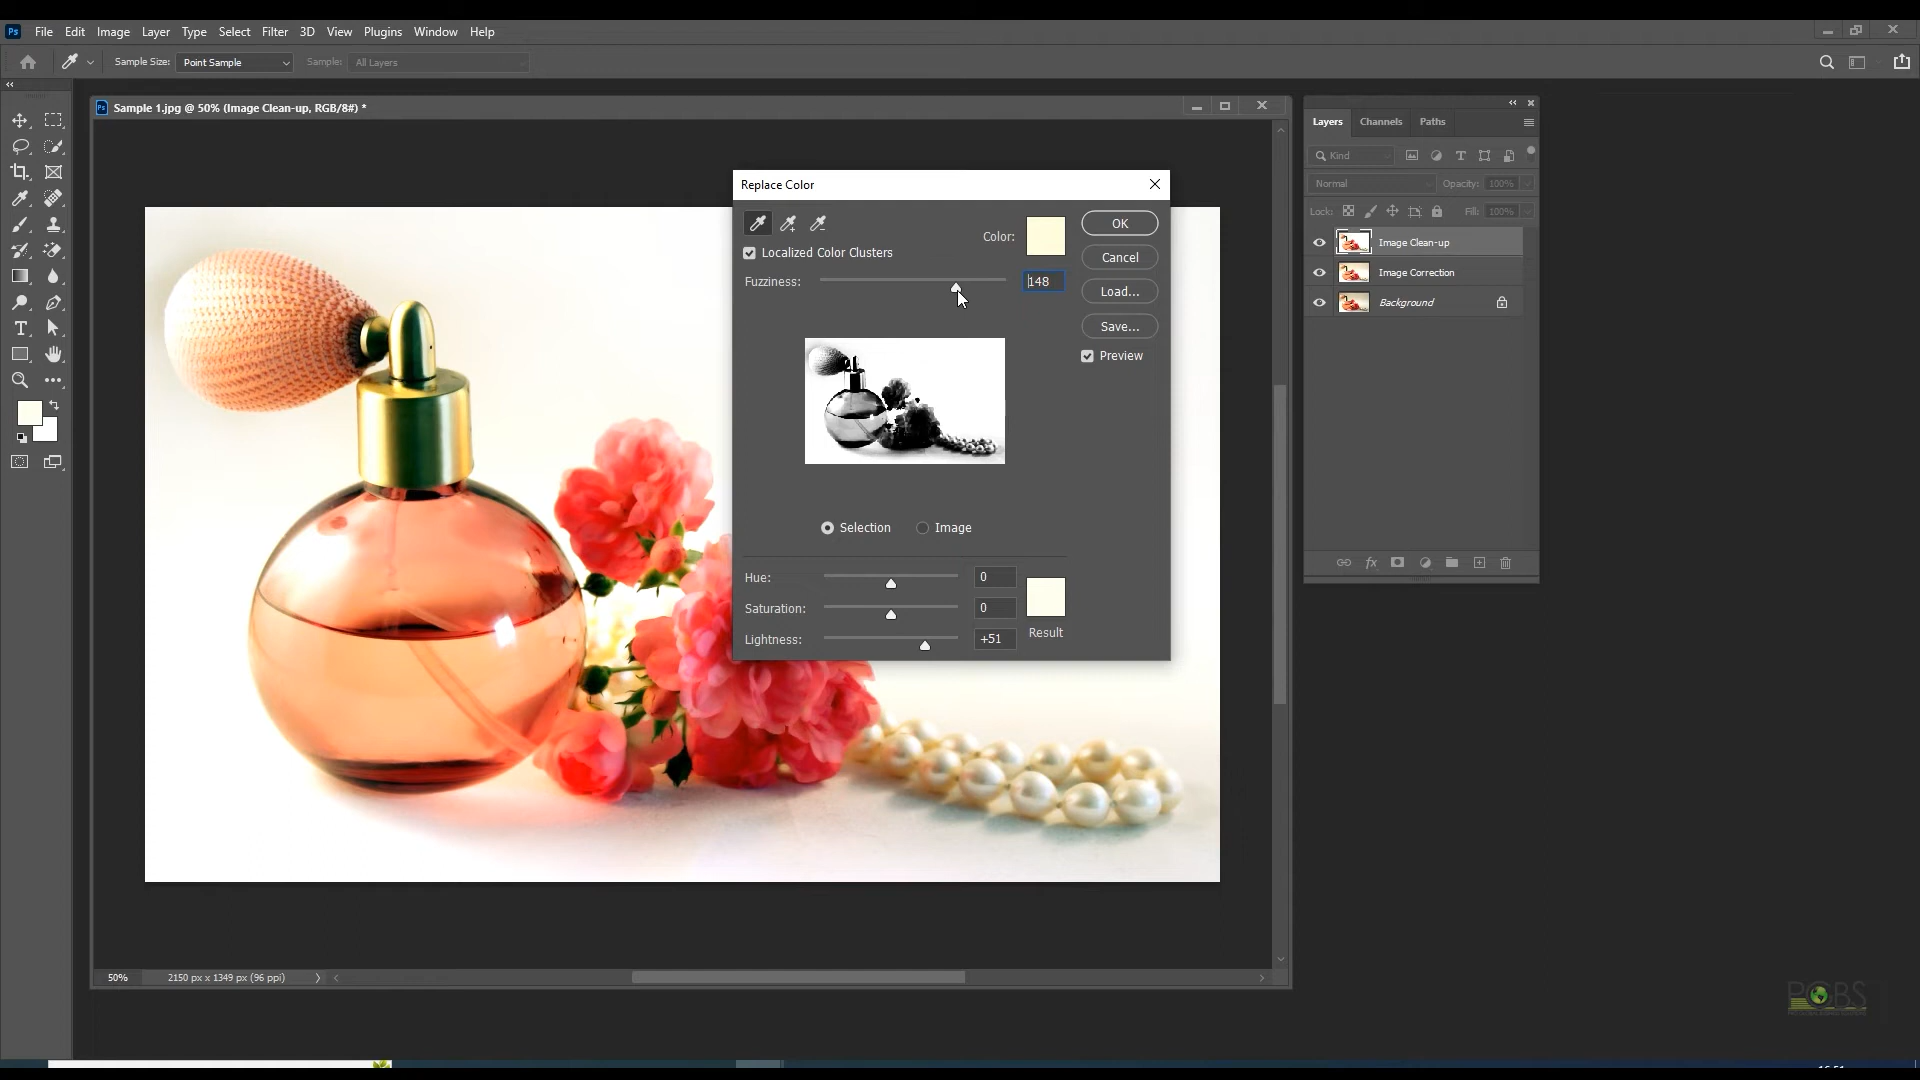 Ps File Edit Image Layer Type Select Filter 3D View Plugins Window Help
Sample Size: Point Sample Sample: All Layers
Ps Sample 1.jpg @ 50% (Image Clean-up, RGB/8#) *
Replace Color
Color:
OK
Localized Color Clusters
Cancel
Fuzziness: 148
Load...
Save...
Preview
Selection Image
Hue: 0
Saturation: 0
Result
Lightness: +51
50% 2150 px x 1349 px (96 ppi)
Layers Channels Paths
Kind
Normal Opacity: 100%
Lock: Fill: 100%
Image Clean-up
Image Correction
Background
fx